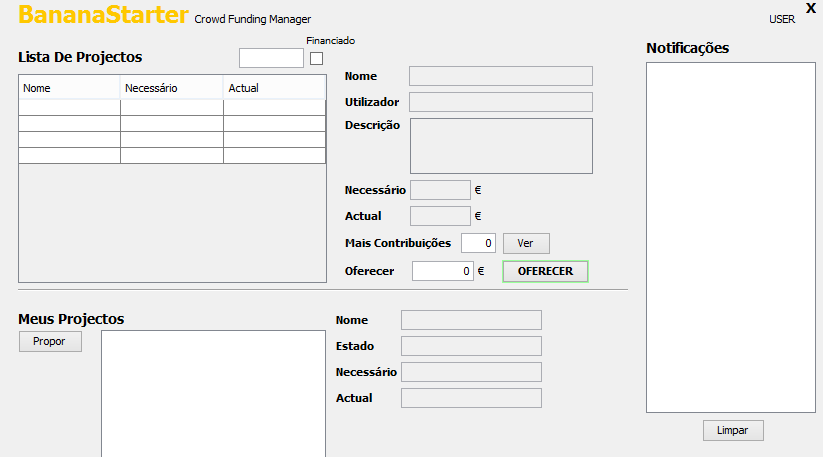 BananaStarter Crowd Funding Manager
X
USER
Financiado
Lista De Projectos
Nome Necessário Actual
Nome
Utilizador
Descrição
Necessário €
Actual €
Mais Contribuições 0 Ver
Oferecer 0 € OFERECER
Notificações
Limpar
Meus Projectos
Propor
Nome
Estado
Necessário
Actual